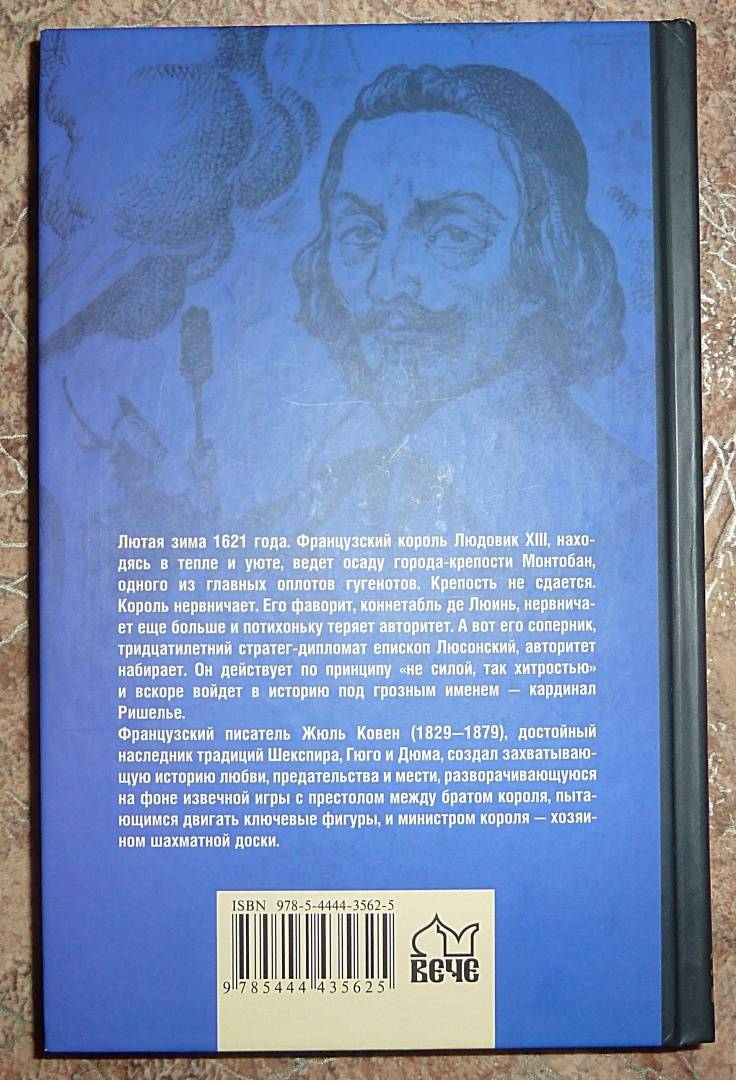 Лютая зима 1621 года. Французский король Людовик XIII, нахо-
дясь в тепле и уюте, ведет осаду города-крепости Монтобан,
одного из главных оплотов гугенотов. Крепость не сдается.
Король нервничает. Его фаворит, коннетабль де Люинь, нервнича-
ет еще больше и потихоньку теряет авторитет. А вот его соперник,
тридцатилетний стратег-дипломат епископ Люсонский, авторитет
набирает. Он действует по принципу «не силой, так хитростью»
и вскоре войдет в историю под грозным именем — кардинал
Ришелье.
Французский писатель Жюль Ковен (1829—1879), достойный
наследник традиций Шекспира, Гюго и Дюма, создал захватываю-
щую историю любви, предательства и мести, разворачивающуюся
на фоне извечной игры с престолом между братом короля, пыта-
ющимся двигать ключевые фигуры, и министром короля — хозяи-
ном шахматной доски.
ISBN 978-5-4444-3562-5
9 785444 435625
ВЕЧЕ